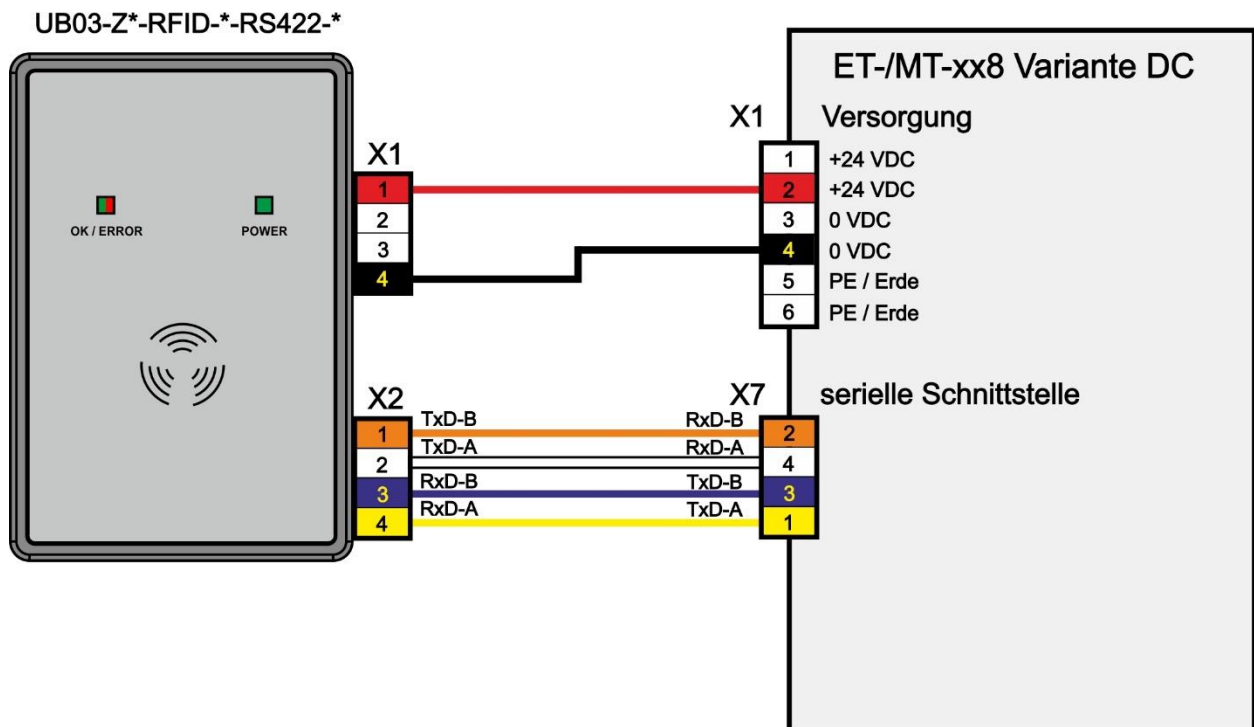 UB03-Z*-RFID-*-RS422-*
ET-/MT-xx8 Variante DC
X1 Versorgung
X1
1 +24 VDC
1
2 +24 VDC
2
3 0 VDC
3
4 0 VDC
4
5 PE / Erde
6 PE / Erde
OK / ERROR POWER
X2
X7 serielle Schnittstelle
1 TxD-B RxD-B 2
2 TxD-A RxD-A 4
3 RxD-B TxD-B 3
4 RxD-A TxD-A 1